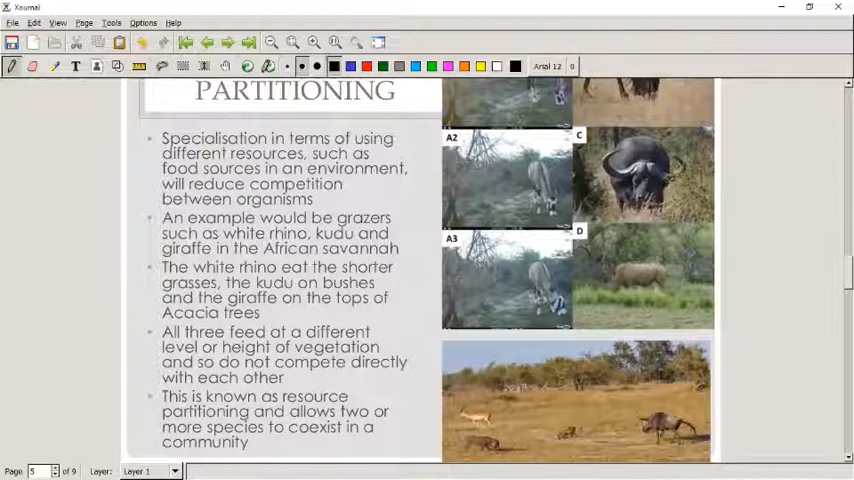 Xournal
File Edit View Page Tools Options Help
Arial 12
PARTITIONING
Specialisation in terms of using
different resources, such as
food sources in an environment,
will reduce competition
between organisms
An example would be grazers
such as white rhino, kudu and
giraffe in the African savannah
The white rhino eat the shorter
grasses, the kudu on bushes
and the giraffe on the tops of
Acacia trees
All three feed at a different
level or height of vegetation
and so do not compete directly
with each other
This is known as resource
partitioning and allows two or
more species to coexist in a
community
A2
C
A3
D
Page 5 of 9 Layer: Layer 1